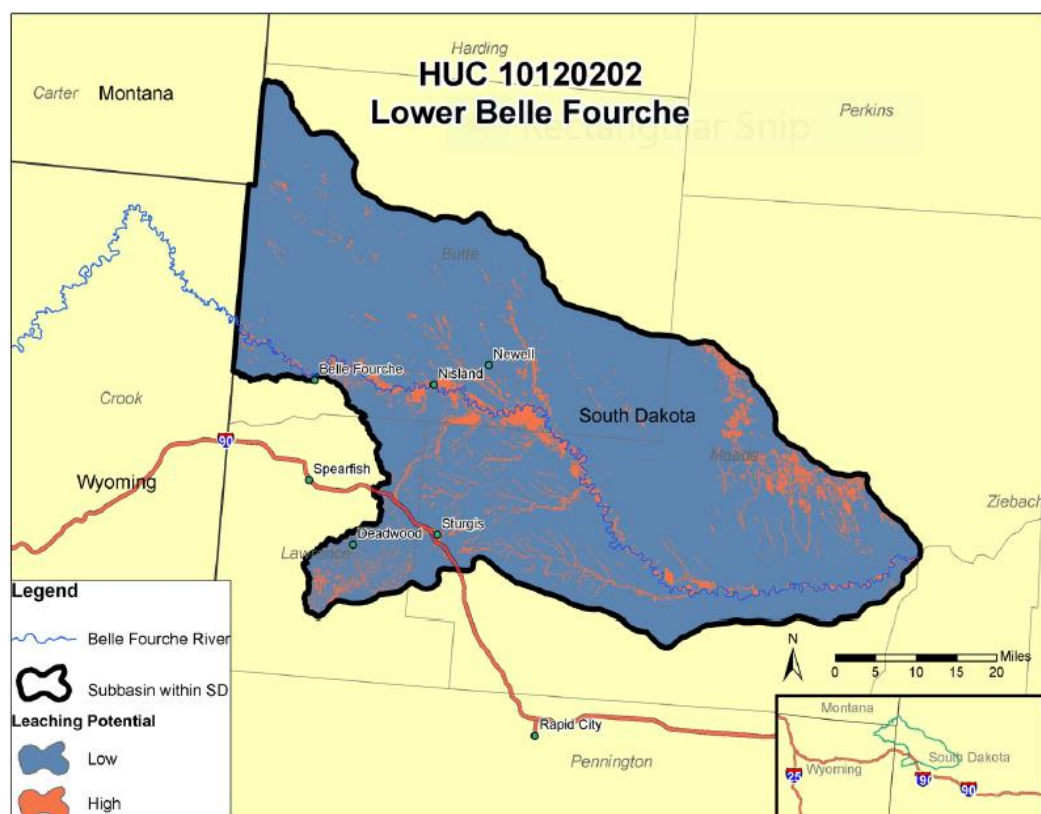 Harding
HUC 10120202
Lower Belle Fourche
Carter
Montana
Rectangular Snip
Perkins
Butte
Newell
Belle Fourche
Nisland
Crook
South Dakota
90
Meade
Spearfish
Wyoming
Ziebach
Sturgis
Deadwood
Lawrence
Legend
Belle Fourche River
Subbasin within SD
Leaching Potential
Low
High
N
Miles
0 5 10 15 20
Rapid City
Pennington
Montana
South Dakota
Wyoming
25
90
90